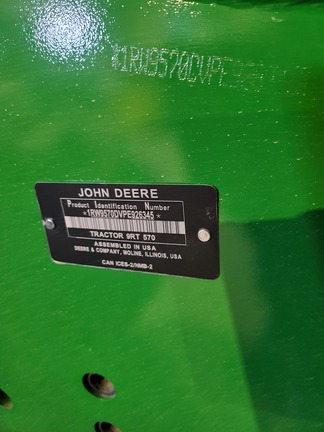 *1RW9570DVPE92
JOHN DEERE
Product Identification Number
*1RW9570DVPE926345*
TRACTOR 9RT 570
ASSEMBLED IN USA
DEERE & COMPANY, MOLINE, ILLINOIS, USA
CAN ICES-2/NMB-2